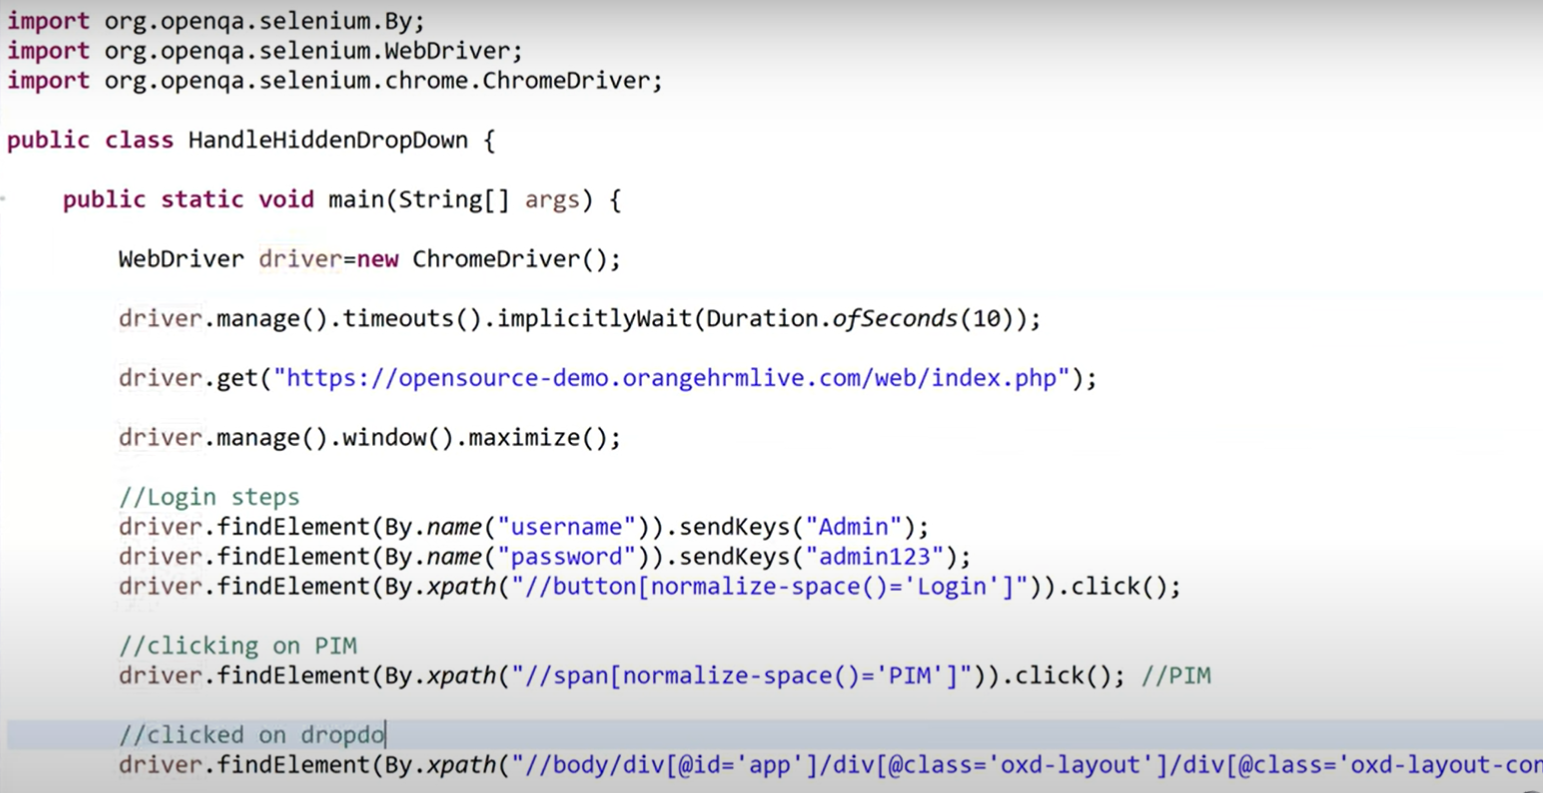 import org.openqa.selenium.By;
import org.openqa.selenium.WebDriver;
import org.openqa.selenium.chrome.ChromeDriver;
public class HandleHiddenDropDown {
public static void main(String[] args) {
WebDriver driver=new ChromeDriver();
driver.manage().timeouts().implicitlyWait(Duration.ofSeconds(10));
driver.get("https://opensource-demo.orangehrmlive.com/web/index.php");
driver.manage().window().maximize();
//Login steps
driver.findElement(By.name("username")).sendKeys("Admin");
driver.findElement(By.name("password")).sendKeys("admin123");
driver.findElement(By.xpath("//button[normalize-space()='Login']")).click();
//clicking on PIM
driver.findElement(By.xpath("//span[normalize-space()='PIM']")).click(); //PIM
//clicked on dropdo
driver.findElement(By.xpath("//body/div[@id='app']/div[@class='oxd-layout']/div[@class='oxd-layout-con